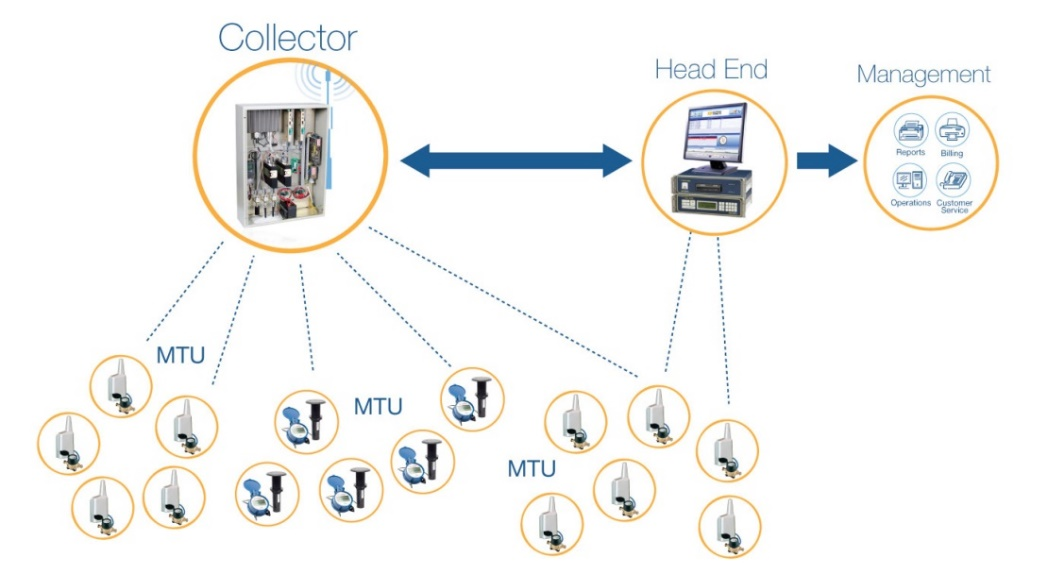 Collector
Head End
Management
Reports
Billing
Operations
Customer
Service
MTU
MTU
MTU